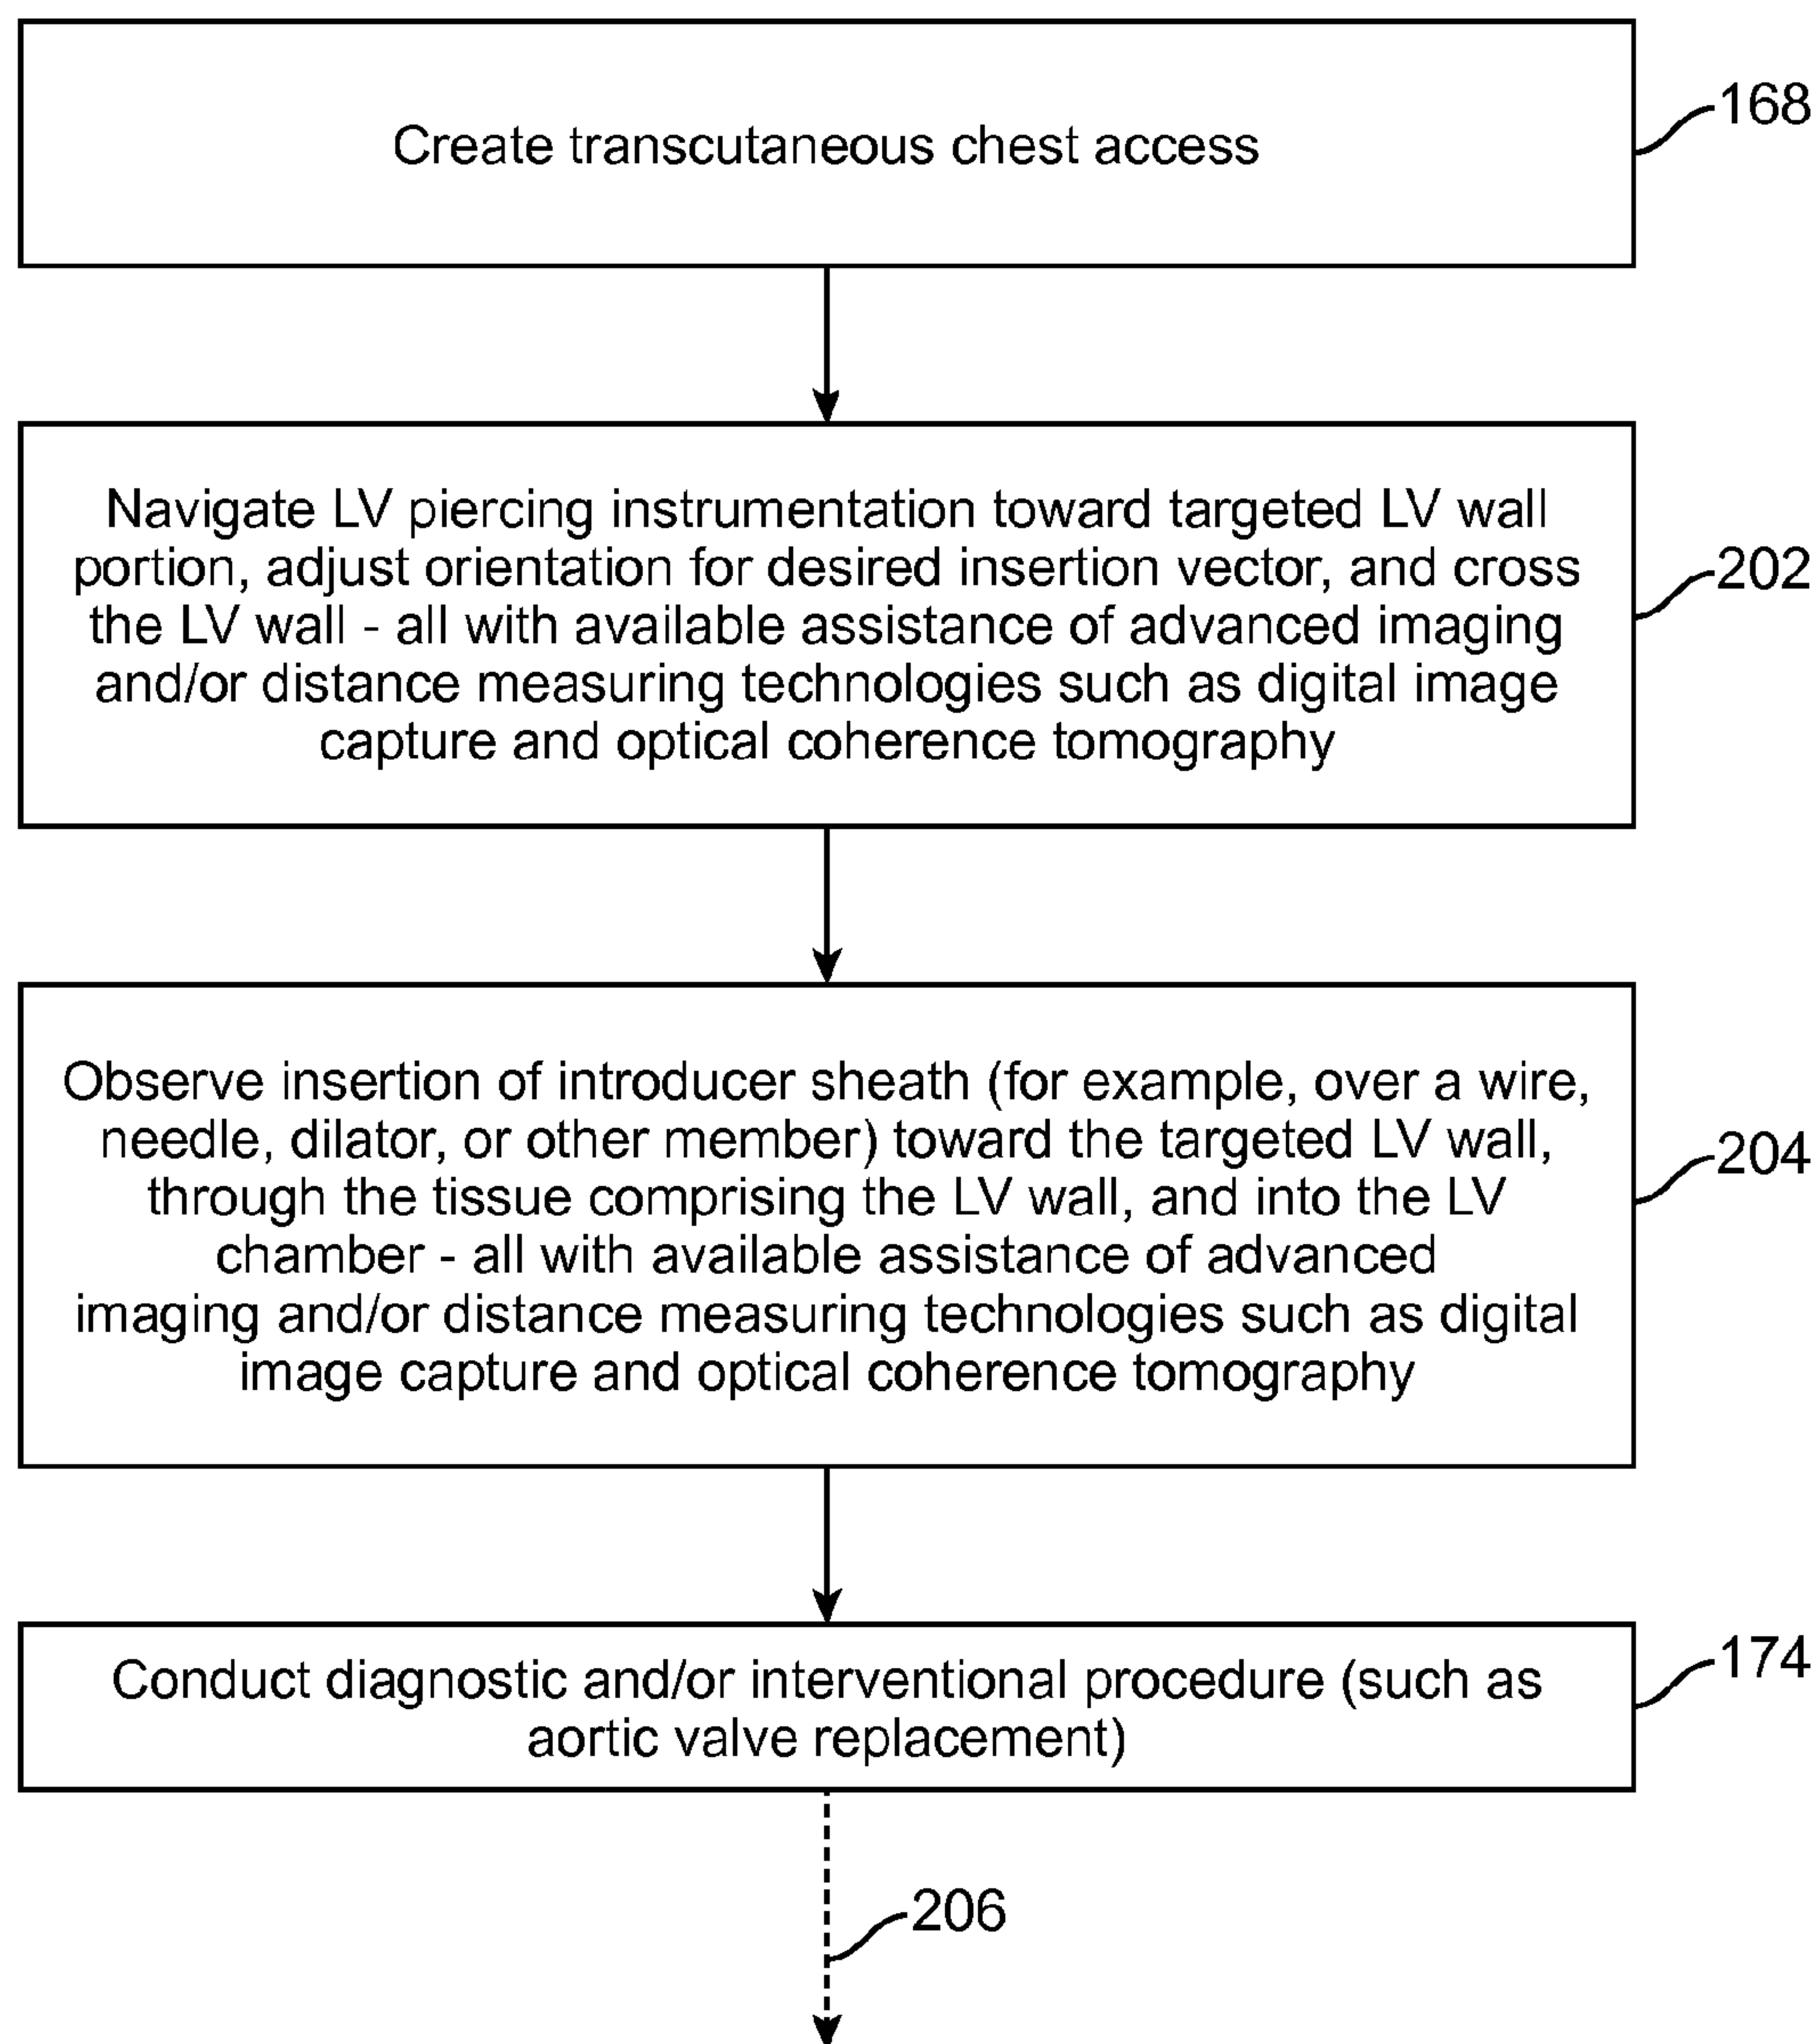 Create transcutaneous chest access
168
Navigate LV piercing instrumentation toward targeted LV wall
portion, adjust orientation for desired insertion vector, and cross
the LV wall - all with available assistance of advanced imaging
and/or distance measuring technologies such as digital image
capture and optical coherence tomography
202
Observe insertion of introducer sheath (for example, over a wire,
needle, dilator, or other member) toward the targeted LV wall,
through the tissue comprising the LV wall, and into the LV
chamber - all with available assistance of advanced
imaging and/or distance measuring technologies such as digital
image capture and optical coherence tomography
204
Conduct diagnostic and/or interventional procedure (such as
aortic valve replacement)
174
206